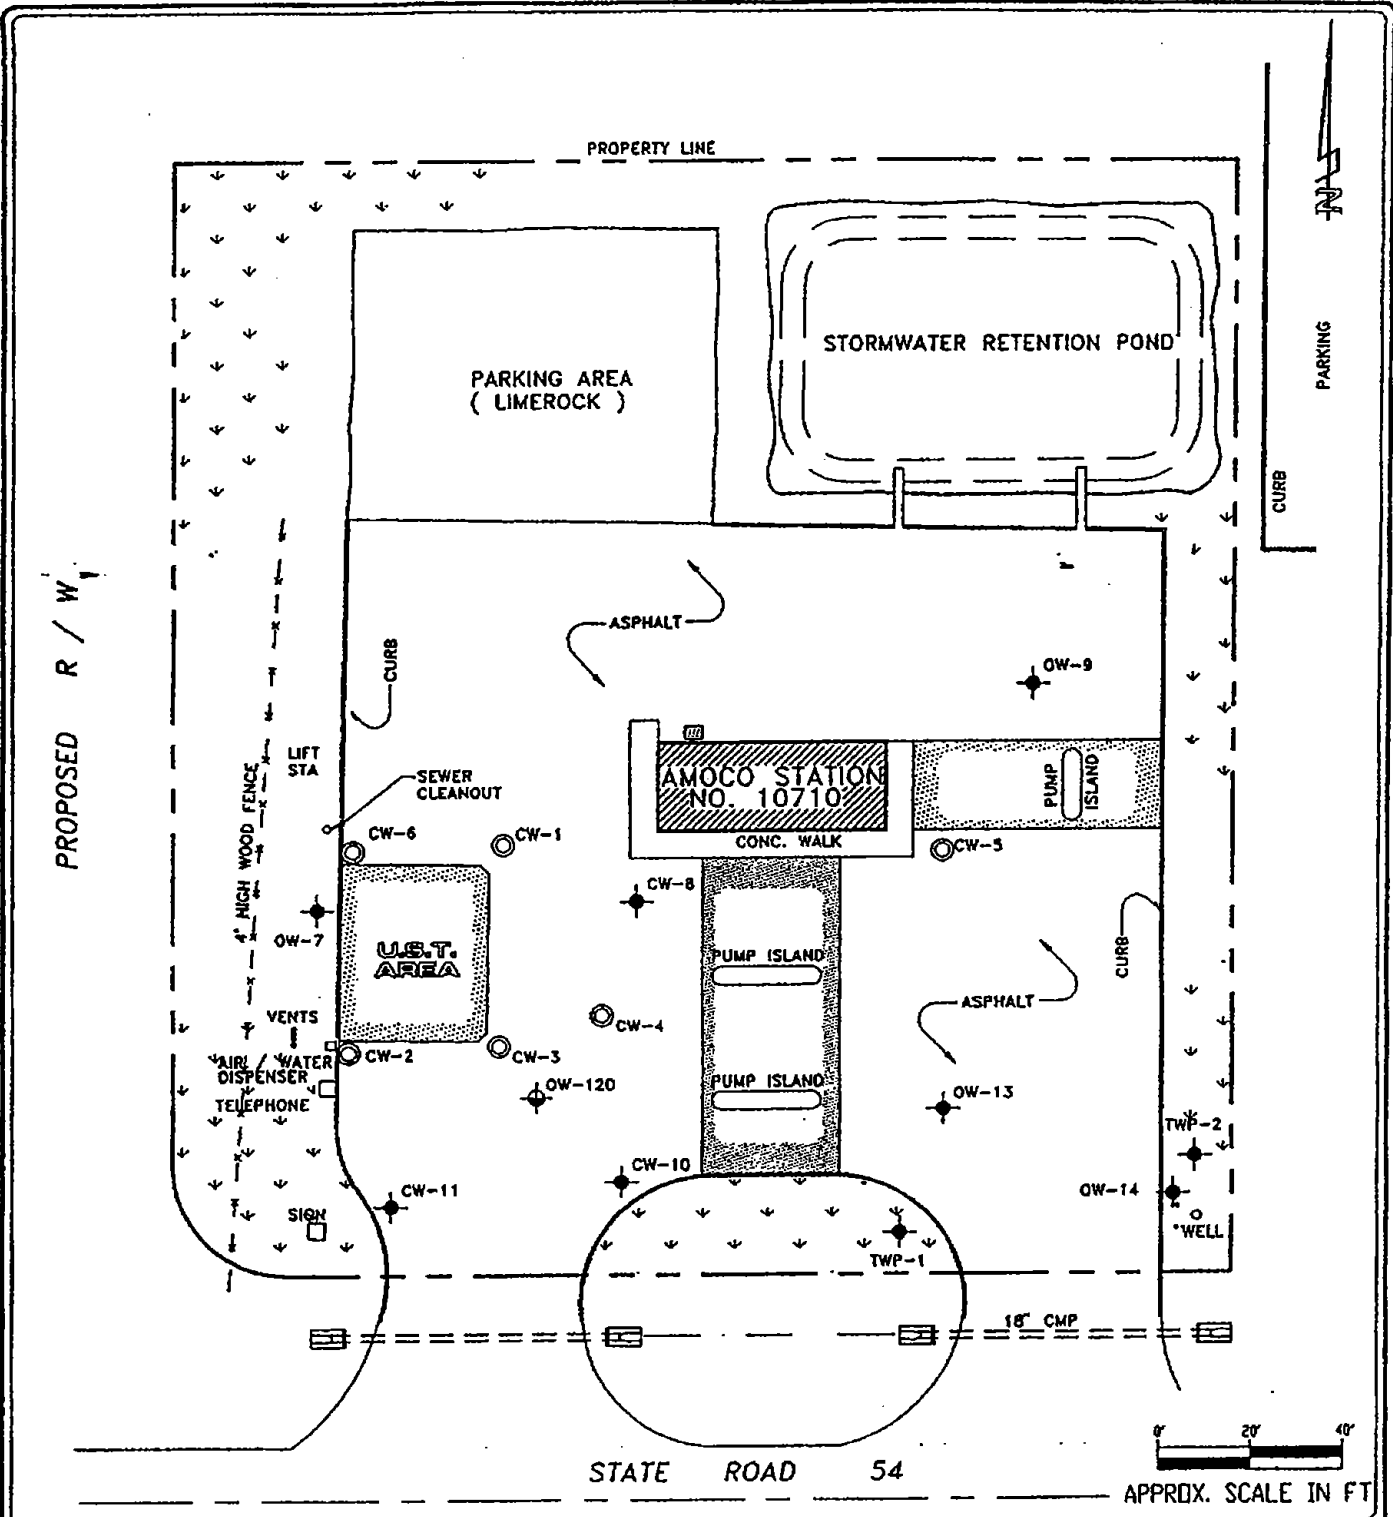 PROPERTY LINE
N
STORMWATER RETENTION POND
PARKING
PARKING AREA
( LIMEROCK )
CURB
PROPOSED R / W
ASPHALT
CURB
OW-9
LIFT
STA
SEWER
CLEANOUT
4' HIGH WOOD FENCE
AMOCO STATION
NO. 10710
PUMP
ISLAND
CONC. WALK
CW-6
CW-1
CW-5
CW-8
OW-7
U.S.T.
AREA
PUMP ISLAND
CURB
ASPHALT
VENTS
CW-4
CW-2
CW-3
AIR / WATER
DISPENSER
TELEPHONE
OW-120
PUMP ISLAND
OW-13
TWP-2
CW-10
CW-11
OW-14
SIGN
WELL
TWP-1
18" CMP
0' 20' 40'
STATE ROAD 54
APPROX. SCALE IN FT